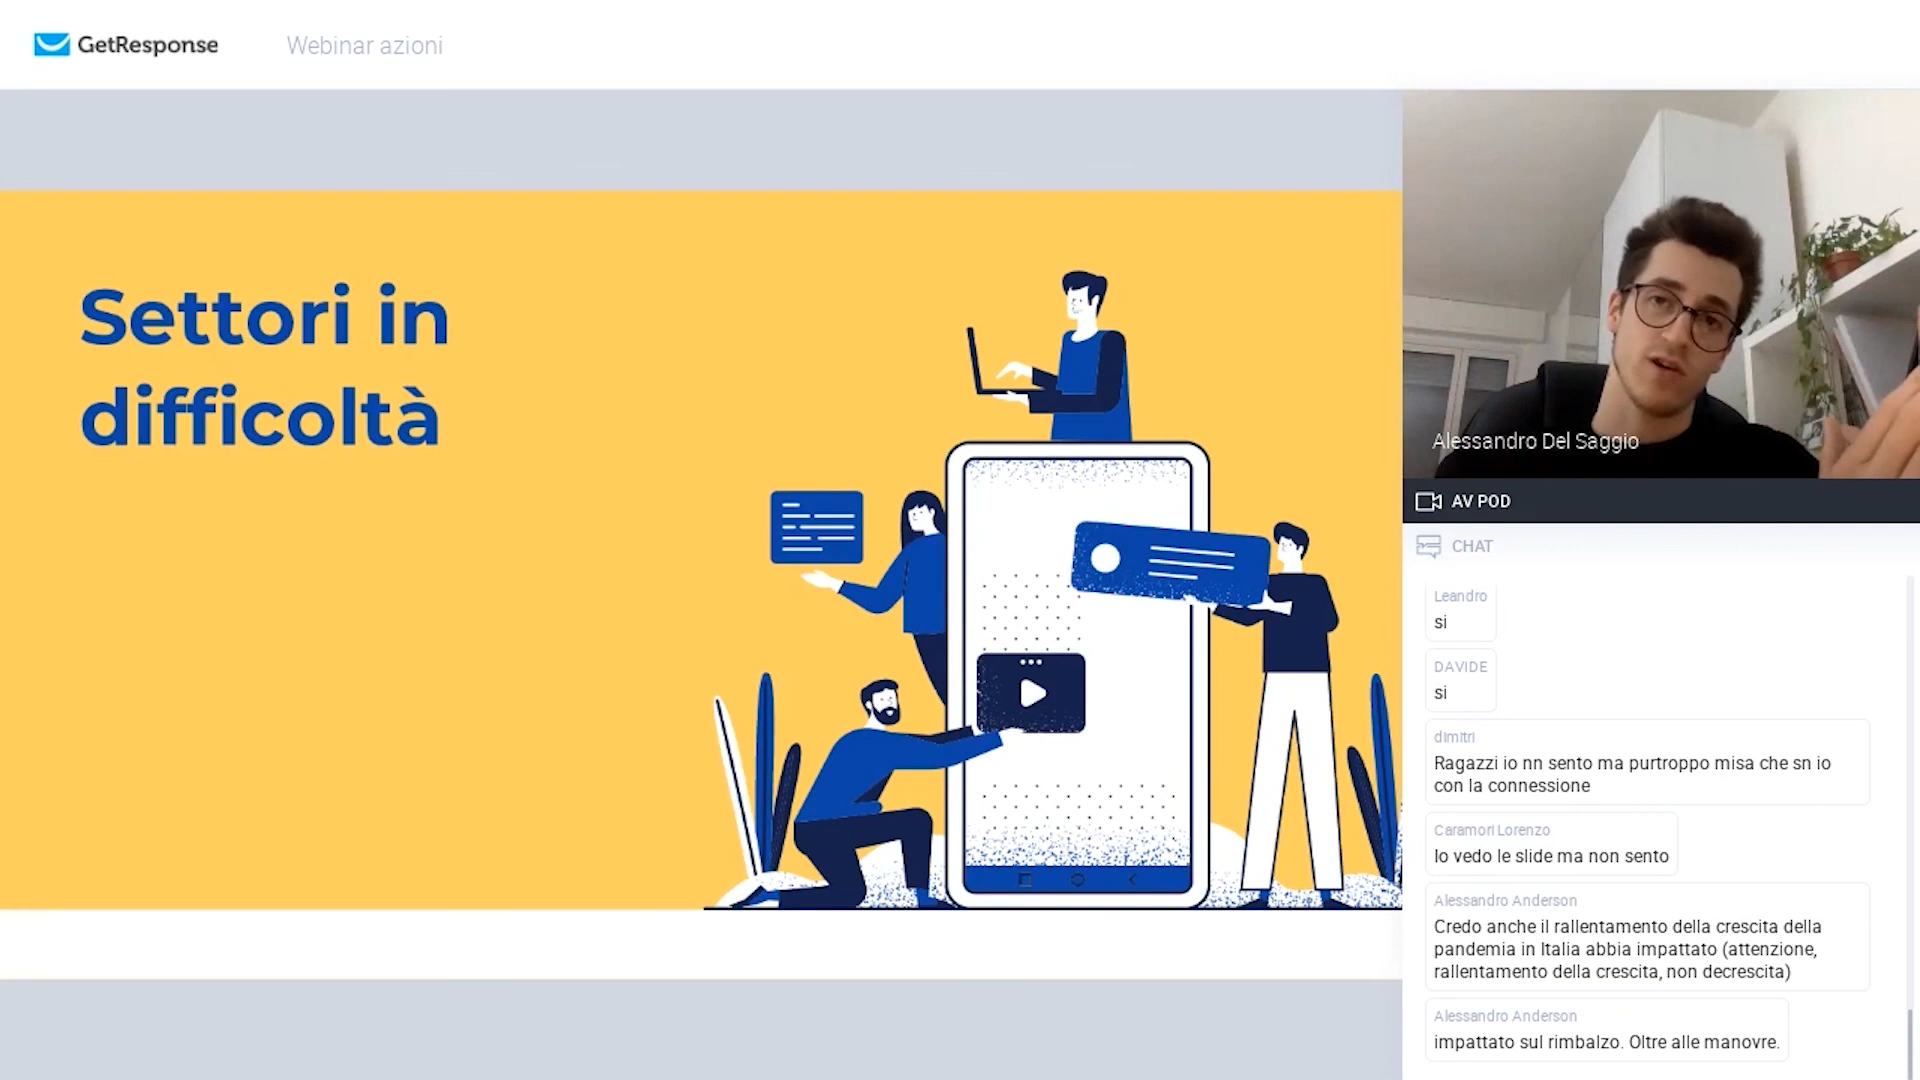 GetResponse
Webinar azioni
Settori in
difficoltà
Alessandro Del Saggio
AV POD
CHAT
Leandro
si
DAVIDE
si
dimitri
Ragazzi io nn sento ma purtroppo misa che sn io
con la connessione
Caramori Lorenzo
Io vedo le slide ma non sento
Alessandro Anderson
Credo anche il rallentamento della crescita della
pandemia in Italia abbia impattato (attenzione,
rallentamento della crescita, non decrescita)
Alessandro Anderson
impattato sul rimbalzo. Oltre alle manovre.